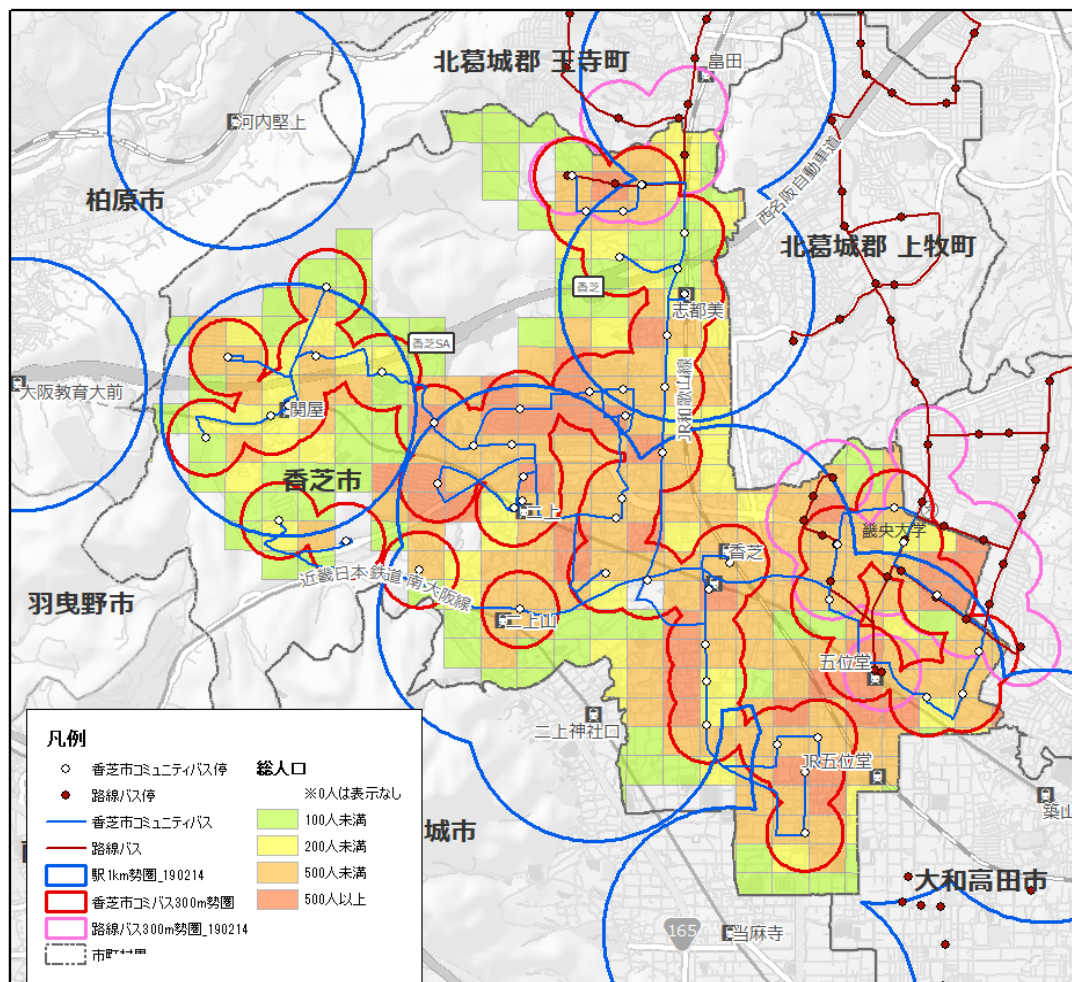 北葛城郡 王寺町
畠田
河内堅上
柏原市
西名阪自動車道
北葛城郡 上牧町
香芝
志都美
香芝SA
大阪教育大前
JR和歌山線
関屋
香芝市
二上
畿央大学
香芝
近畿日本鉄道 南大阪線
羽曳野市
二上山
五位堂
二上神社口
JR五位堂
築山
城市
大和高田市
165
当麻寺
凡例
香芝市コミュニティバス停
路線バス停
香芝市コミュニティバス
路線バス
駅1km勢圏_190214
香芝市コミバス300m勢圏
路線バス300m勢圏_190214
総人口
※0人は表示なし
100人未満
200人未満
500人未満
500人以上